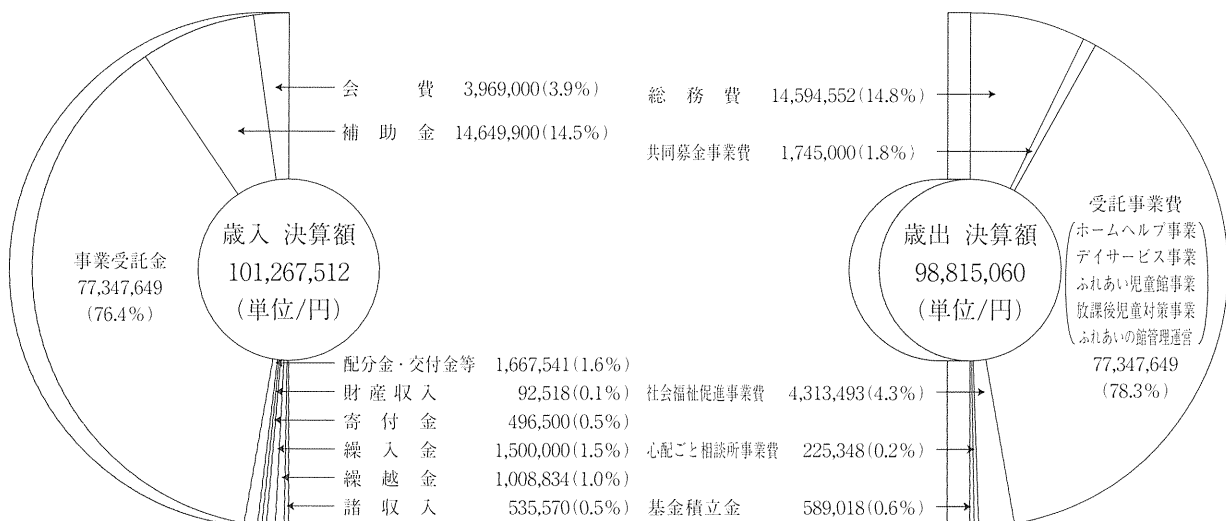 会費 3,969,000(3.9%)
補助金 14,649,900(14.5%)
歳入 決算額
101,267,512
(単位/円)
事業受託金
77,347,649
(76.4%)
配分金・交付金等 1,667,541(1.6%)
財産収入 92,518(0.1%)
寄付金 496,500(0.5%)
繰入金 1,500,000(1.5%)
繰越金 1,008,834(1.0%)
諸収入 535,570(0.5%)
総務費 14,594,552(14.8%)
共同募金事業費 1,745,000(1.8%)
歳出 決算額
98,815,060
(単位/円)
受託事業費
ホームヘルプ事業
デイサービス事業
ふれあい児童館事業
放課後児童対策事業
ふれあいの館管理運営
77,347,649
(78.3%)
社会福祉促進事業費 4,313,493(4.3%)
心配ごと相談所事業費 225,348(0.2%)
基金積立金 589,018(0.6%)